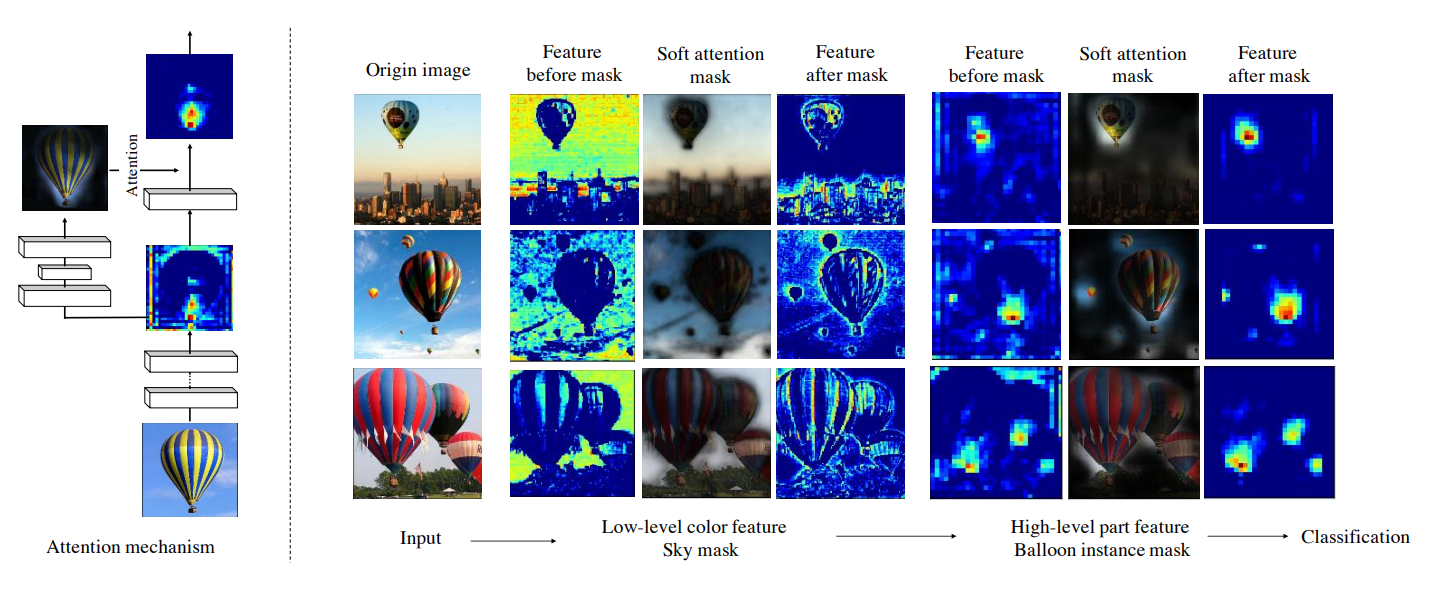 Attention
Attention mechanism
Origin image
Feature
before mask
Soft attention
mask
Feature
after mask
Feature
before mask
Soft attention
mask
Feature
after mask
Input
Low-level color feature
Sky mask
High-level part feature
Balloon instance mask
Classification